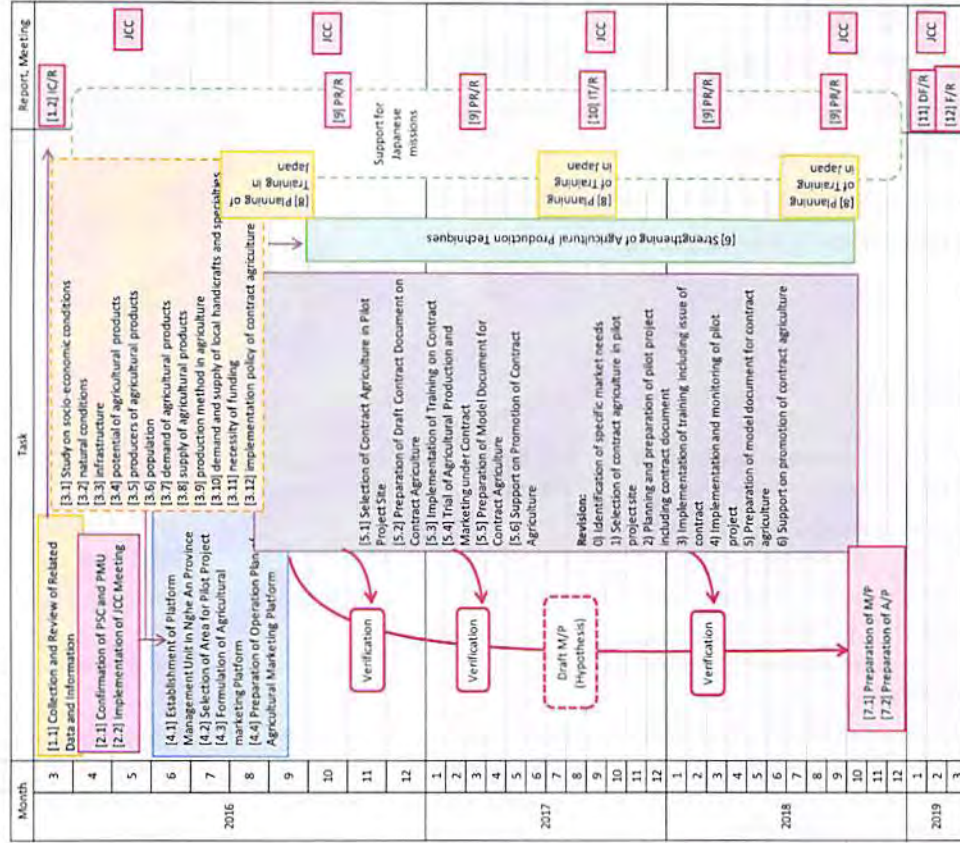 Month
Task
Report, Meeting
2016
3
4
5
6
7
8
9
10
11
12
2017
1
2
3
4
5
6
7
8
9
10
11
12
2018
1
2
3
4
5
6
7
8
9
10
11
12
2019
1
2
3
[1.1] Collection and Review of Related
Data and Information
[2.1] Confirmation of PSC and PMU
[2.2] Implementation of JCC Meeting
[3.1] Study on socio-economic conditions
[3.2] natural conditions
[3.3] infrastructure
[3.4] potential of agricultural products
[3.5] producers of agricultural products
[3.6] population
[3.7] demand of agricultural products
[3.8] supply of agricultural products
[3.9] production method in agriculture
[3.10] demand and supply of local handicrafts and specialties
[3.11] necessity of funding
[3.12] implementation policy of contract agriculture
[4.1] Establishment of Platform
Management Unit in Nghe An Province
[4.2] Selection of Area for Pilot Project
[4.3] Formulation of Agricultural
marketing Platform
[4.4] Preparation of Operation Plan
Agricultural Marketing Platform
[5.1] Selection of Contract Agriculture in Pilot
Project Site
[5.2] Preparation of Draft Contract Document on
Contract Agriculture
[5.3] Implementation of Training on Contract
[5.4] Trial of Agricultural Production and
Marketing under Contract
[5.5] Preparation of Model Document for
Contract Agriculture
[5.6] Support on Promotion of Contract
Agriculture
Revision:
0) Identification of specific market needs
1) Selection of contract agriculture in pilot
project site
2) Planning and preparation of pilot project
including contract document
3) Implementation of training including issue of
contract
4) Implementation and monitoring of pilot
project
5) Preparation of model document for contract
agriculture
6) Support on promotion of contract agriculture
Verification
Verification
Draft M/P
(Hypothesis)
Verification
[7.1] Preparation of M/P
[7.2] Preparation of A/P
[6] Strengthening of Agricultural Production Techniques
[8] Planning of
Training in
Japan
[8] Planning
of Training
in Japan
[8] Planning
of Training
in Japan
Support for
Japanese
missions
[1.2] IC/R
JCC
JCC
[9] PR/R
[9] PR/R
JCC
[10] IT/R
[9] PR/R
JCC
[9] PR/R
JCC
[11] DF/R
[12] F/R